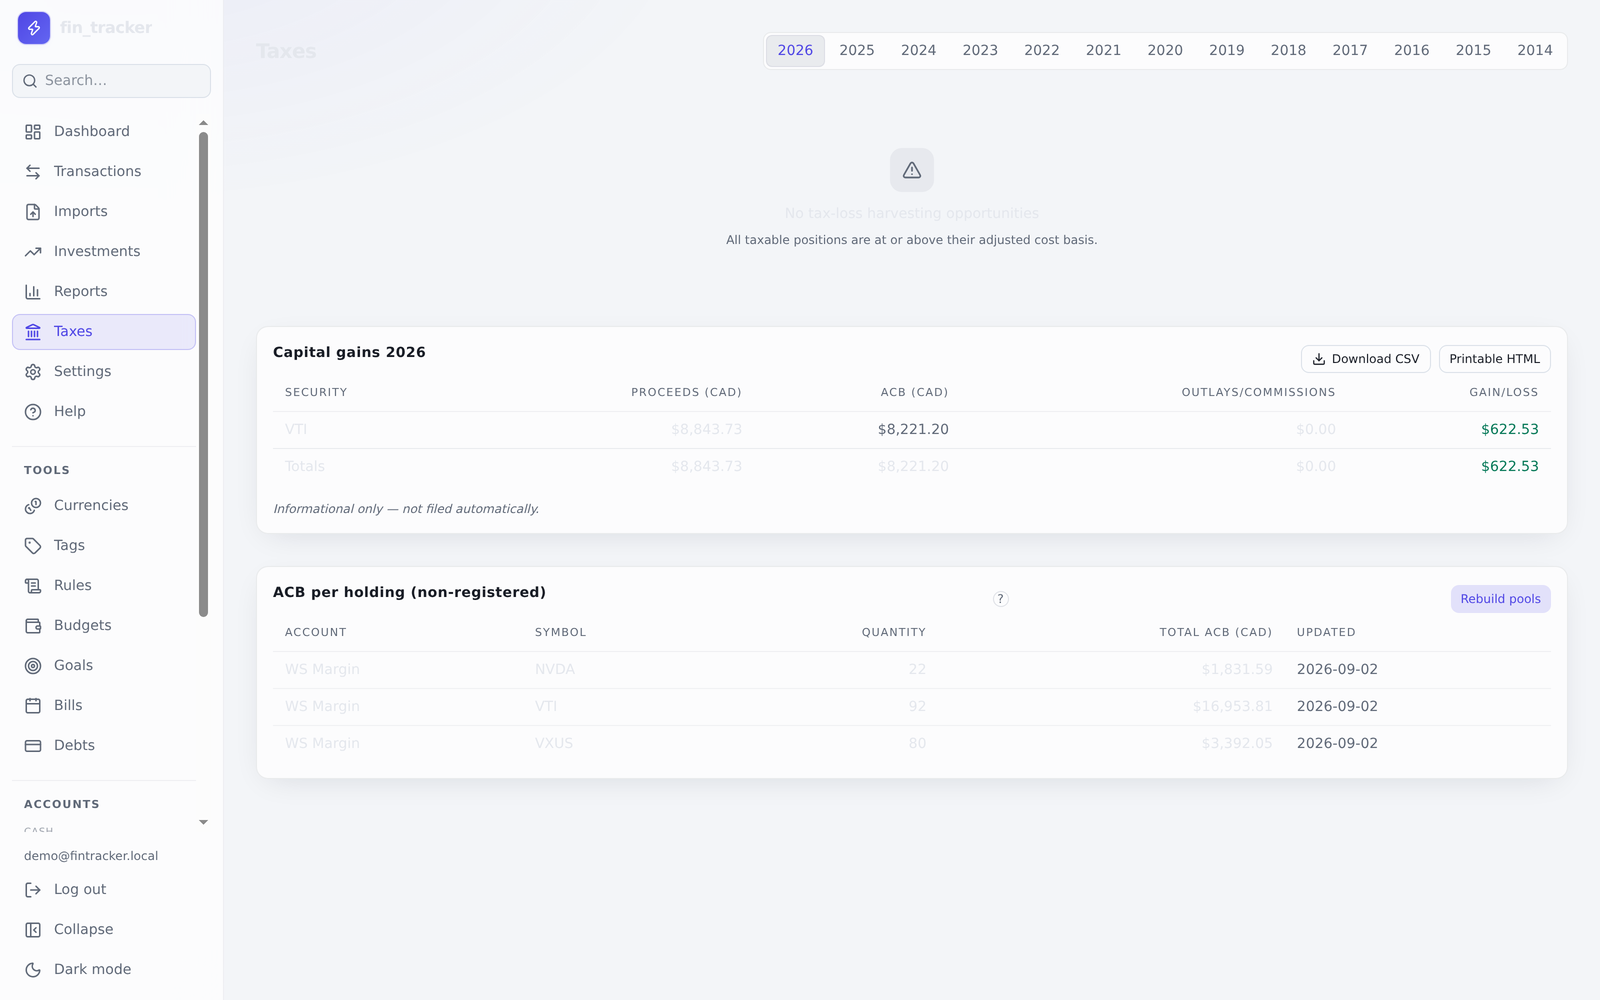 fin_tracker
Search...
Dashboard
Transactions
Imports
Investments
Reports
Taxes
Settings
Help
TOOLS
Currencies
Tags
Rules
Budgets
Goals
Bills
Debts
ACCOUNTS
CASH
demo@fintracker.local
Log out
Collapse
Dark mode
Taxes
2026 2025 2024 2023 2022 2021 2020 2019 2018 2017 2016 2015 2014
No tax-loss harvesting opportunities
All taxable positions are at or above their adjusted cost basis.
Capital gains 2026
Download CSV Printable HTML
SECURITY PROCEEDS (CAD) ACB (CAD) OUTLAYS/COMMISSIONS GAIN/LOSS
VTI $8,843.73 $8,221.20 $0.00 $622.53
Totals $8,843.73 $8,221.20 $0.00 $622.53
Informational only — not filed automatically.
ACB per holding (non-registered) ? Rebuild pools
ACCOUNT SYMBOL QUANTITY TOTAL ACB (CAD) UPDATED
WS Margin NVDA 22 $1,831.59 2026-09-02
WS Margin VTI 92 $16,953.81 2026-09-02
WS Margin VXUS 80 $3,392.05 2026-09-02